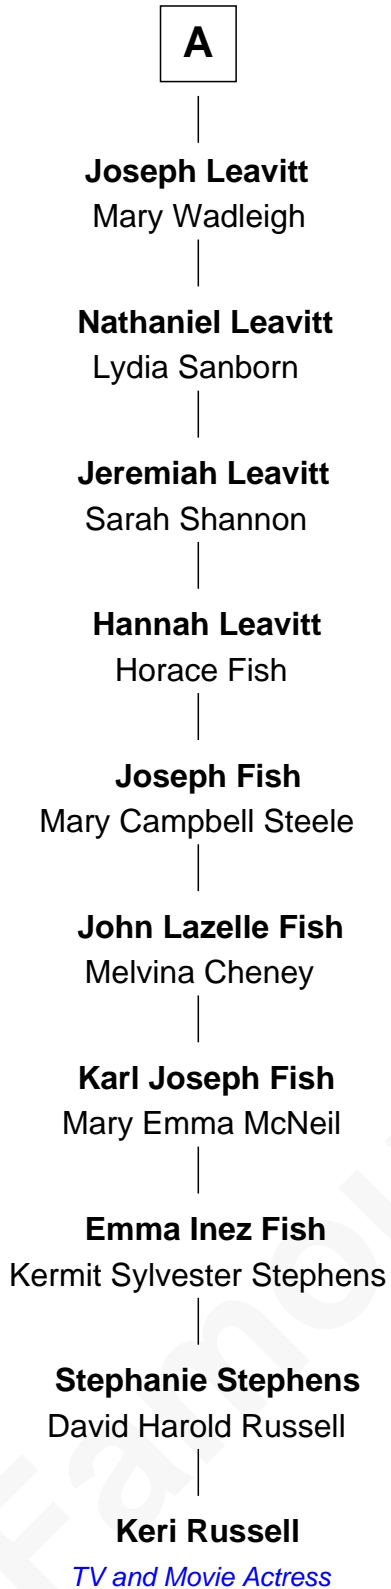 A
Joseph Leavitt
Mary Wadleigh
Nathaniel Leavitt
Lydia Sanborn
Jeremiah Leavitt
Sarah Shannon
Hannah Leavitt
Horace Fish
Joseph Fish
Mary Campbell Steele
John Lazelle Fish
Melvina Cheney
Karl Joseph Fish
Mary Emma McNeil
Emma Inez Fish
Kermit Sylvester Stephens
Stephanie Stephens
David Harold Russell
Keri Russell
TV and Movie Actress